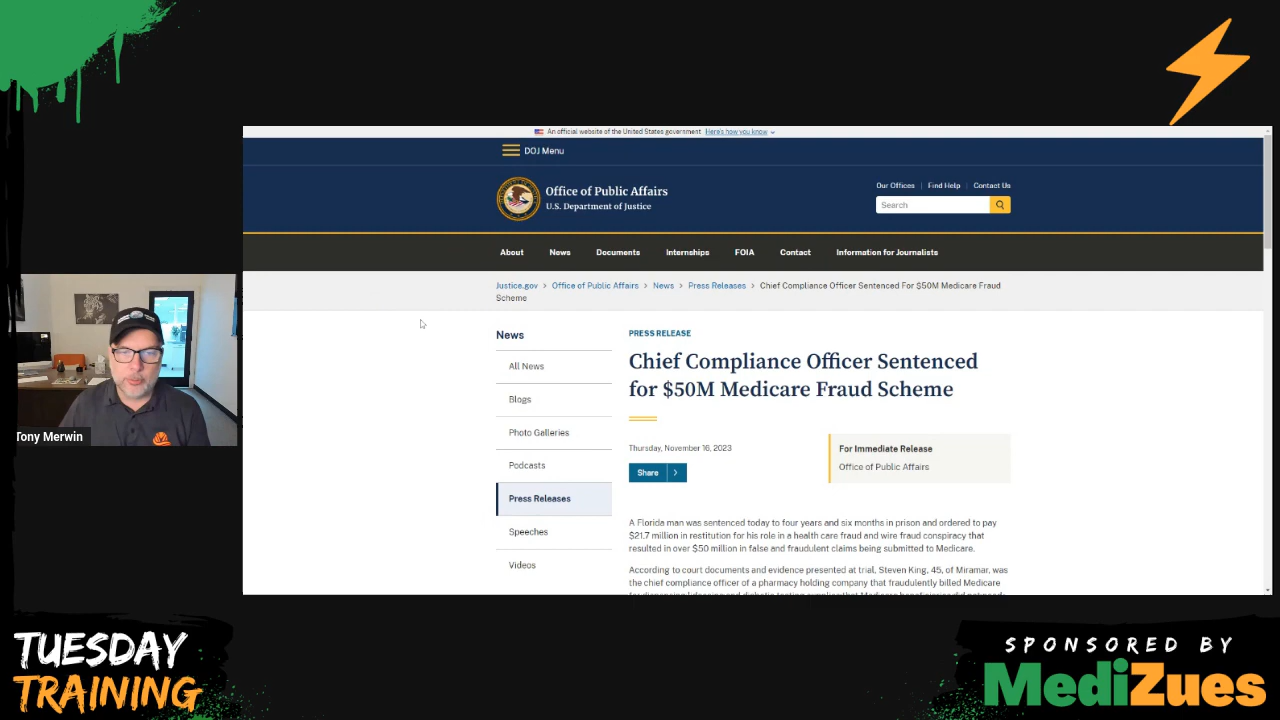 An official website of the United States government Here's how you know
DOJ Menu
Office of Public Affairs
U.S. Department of Justice
Our Offices | Find Help | Contact Us
Search
About News Documents Internships FOIA Contact Information for Journalists
Justice.gov > Office of Public Affairs > News > Press Releases > Chief Compliance Officer Sentenced For $50M Medicare Fraud
Scheme
News
All News
Blogs
Photo Galleries
Podcasts
Press Releases
Speeches
Videos
PRESS RELEASE
Chief Compliance Officer Sentenced
for $50M Medicare Fraud Scheme
Thursday, November 16, 2023
Share
For Immediate Release
Office of Public Affairs
A Florida man was sentenced today to four years and six months in prison and ordered to pay
$21.7 million in restitution for his role in a health care fraud and wire fraud conspiracy that
resulted in over $50 million in false and fraudulent claims being submitted to Medicare.
According to court documents and evidence presented at trial, Steven King, 45, of Miramar, was
the chief compliance officer of a pharmacy holding company that fraudulently billed Medicare
Tony Merwin
TUESDAY
TRAINING
SPONSORED BY
MediZues